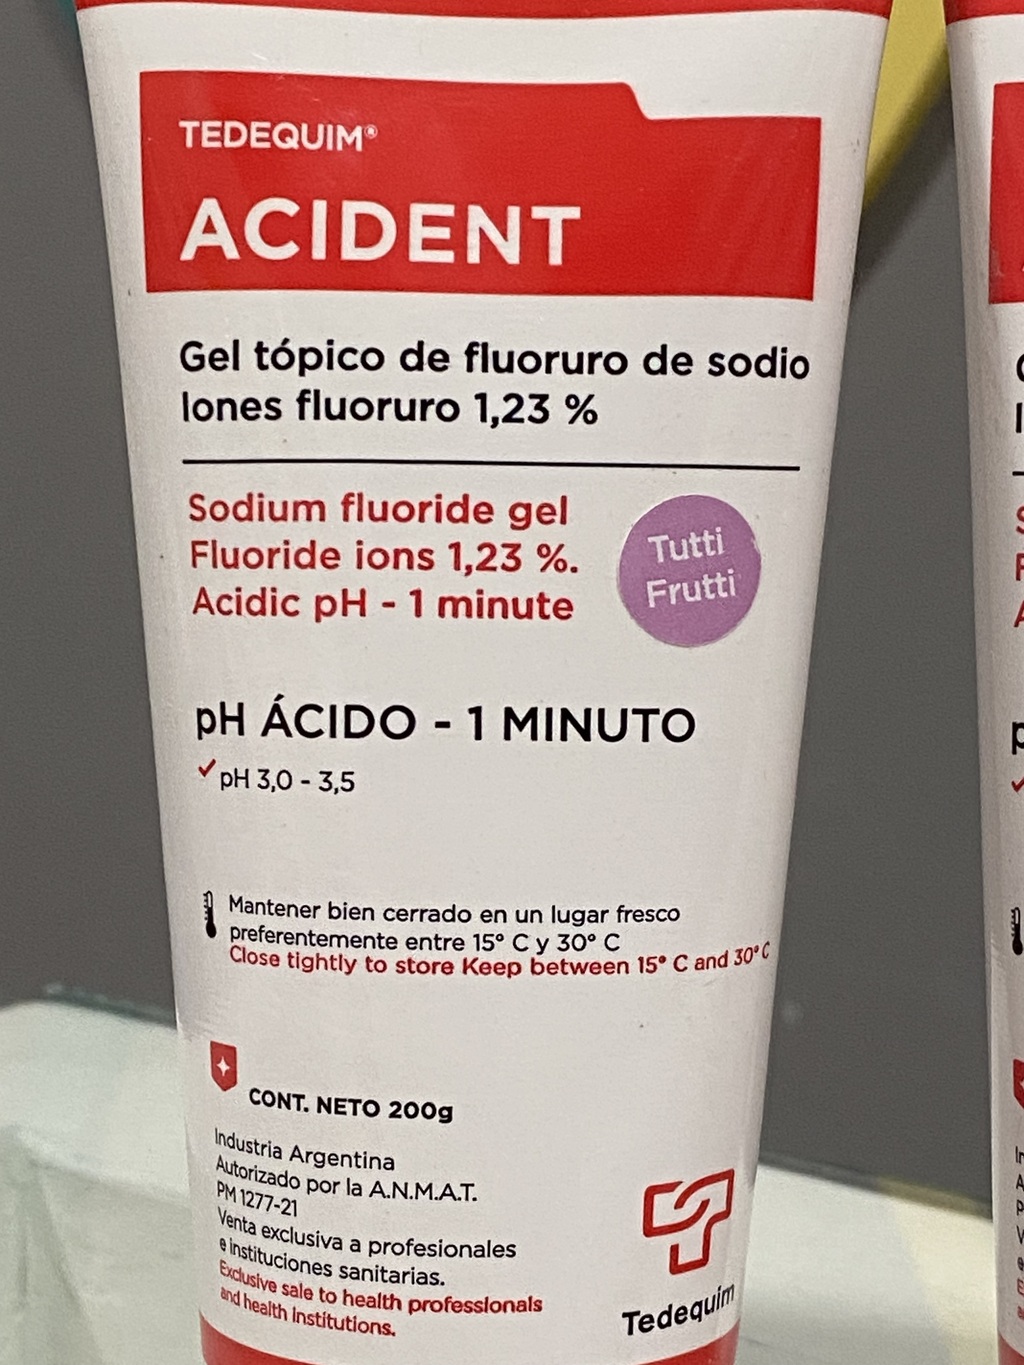 TEDEQUIM®
ACIDENT
Gel tópico de fluoruro de sodio
Iones fluoruro 1,23 %
Sodium fluoride gel
Fluoride ions 1,23 %.
Acidic pH - 1 minute
Tutti
Frutti
pH ÁCIDO - 1 MINUTO
pH 3,0 - 3,5
Mantener bien cerrado en un lugar fresco
preferentemente entre 15° C y 30° C
Close tightly to store Keep between 15° C and 30° C
CONT. NETO 200g
Industria Argentina
Autorizado por la A.N.M.A.T.
PM 1277-21
Venta exclusiva a profesionales
e instituciones sanitarias.
Exclusive sale to health professionals
and health Institutions.
Tedequim